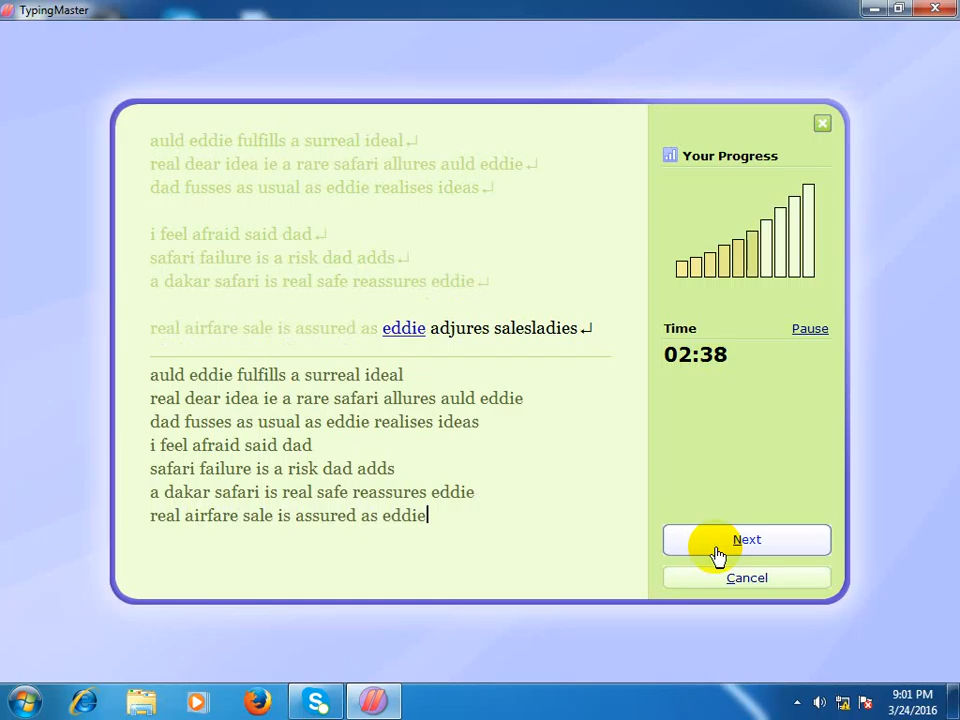 TypingMaster
auld eddie fulfills a surreal ideal↵
real dear idea ie a rare safari allures auld eddie↵
dad fusses as usual as eddie realises ideas↵
i feel afraid said dad↵
safari failure is a risk dad adds↵
a dakar safari is real safe reassures eddie↵
real airfare sale is assured as eddie adjures salesladies↵
auld eddie fulfills a surreal ideal
real dear idea ie a rare safari allures auld eddie
dad fusses as usual as eddie realises ideas
i feel afraid said dad
safari failure is a risk dad adds
a dakar safari is real safe reassures eddie
real airfare sale is assured as eddie
Your Progress
Time Pause
02:38
Next
Cancel
9:01 PM
3/24/2016